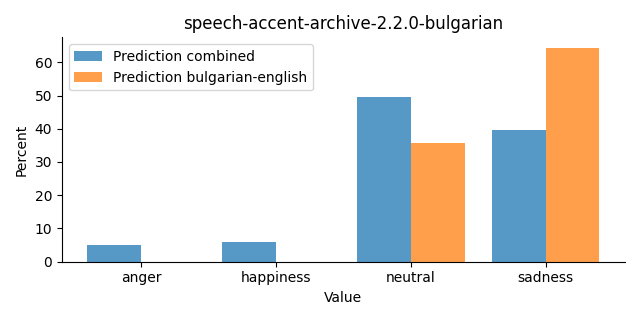 speech-accent-archive-2.2.0-bulgarian
Prediction combined
Prediction bulgarian-english
Percent
60
50
40
30
20
10
0
anger happiness neutral sadness
Value